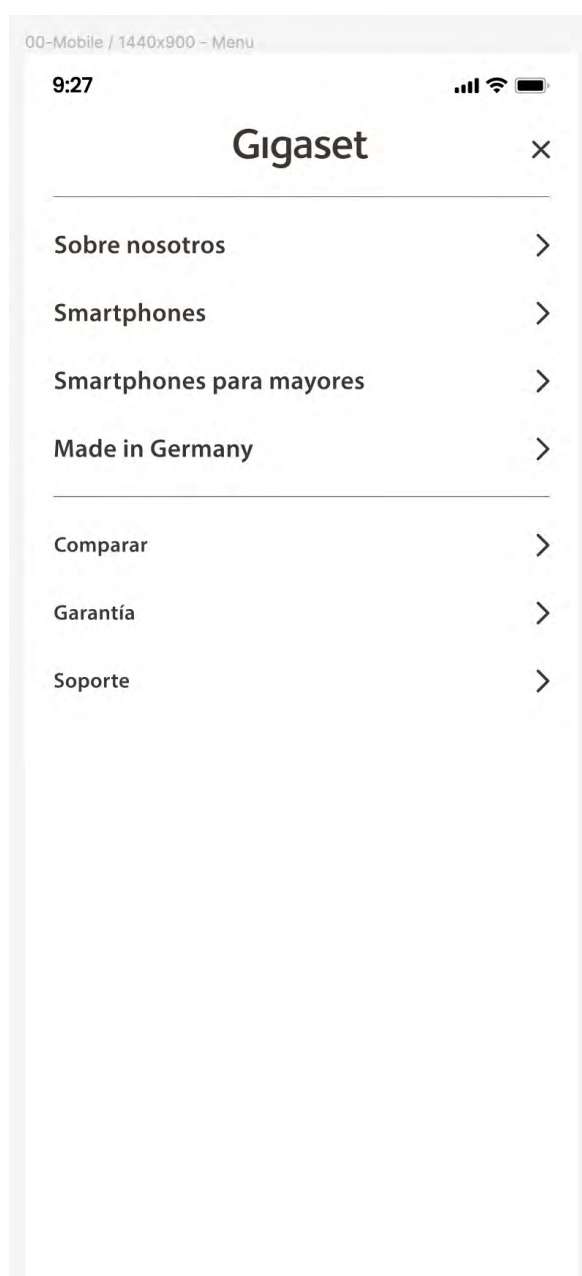 00-Mobile / 1440x900 - Menu
9:27
Gigaset
Sobre nosotros
Smartphones
Smartphones para mayores
Made in Germany
Comparar
Garantía
Soporte